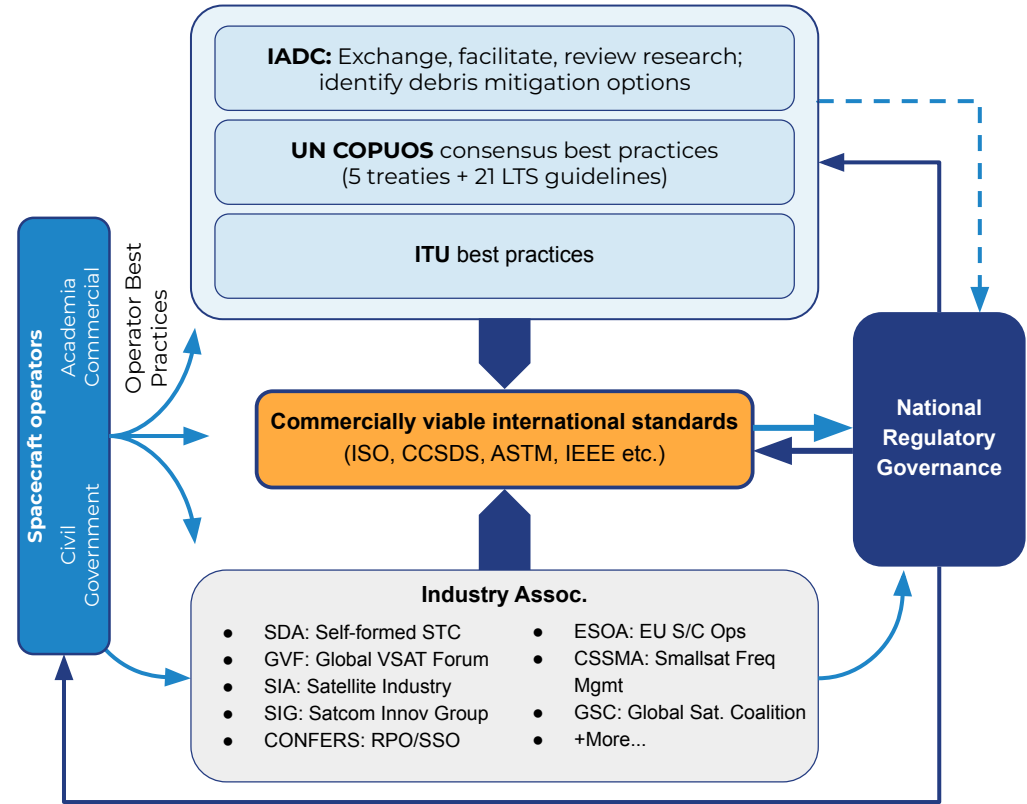 IADC: Exchange, facilitate, review research;
identify debris mitigation options
UN COPUOS consensus best practices
(5 treaties + 21 LTS guidelines)
ITU best practices
Spacecraft operators
Academia
Commercial
Civil
Government
Operator Best
Practices
Commercially viable international standards
(ISO, CCSDS, ASTM, IEEE etc.)
National
Regulatory
Governance
Industry Assoc.
● SDA: Self-formed STC
● GVF: Global VSAT Forum
● SIA: Satellite Industry
● SIG: Satcom Innov Group
● CONFERS: RPO/SSO
● ESOA: EU S/C Ops
● CSSMA: Smallsat Freq
Mgmt
● GSC: Global Sat. Coalition
● +More...